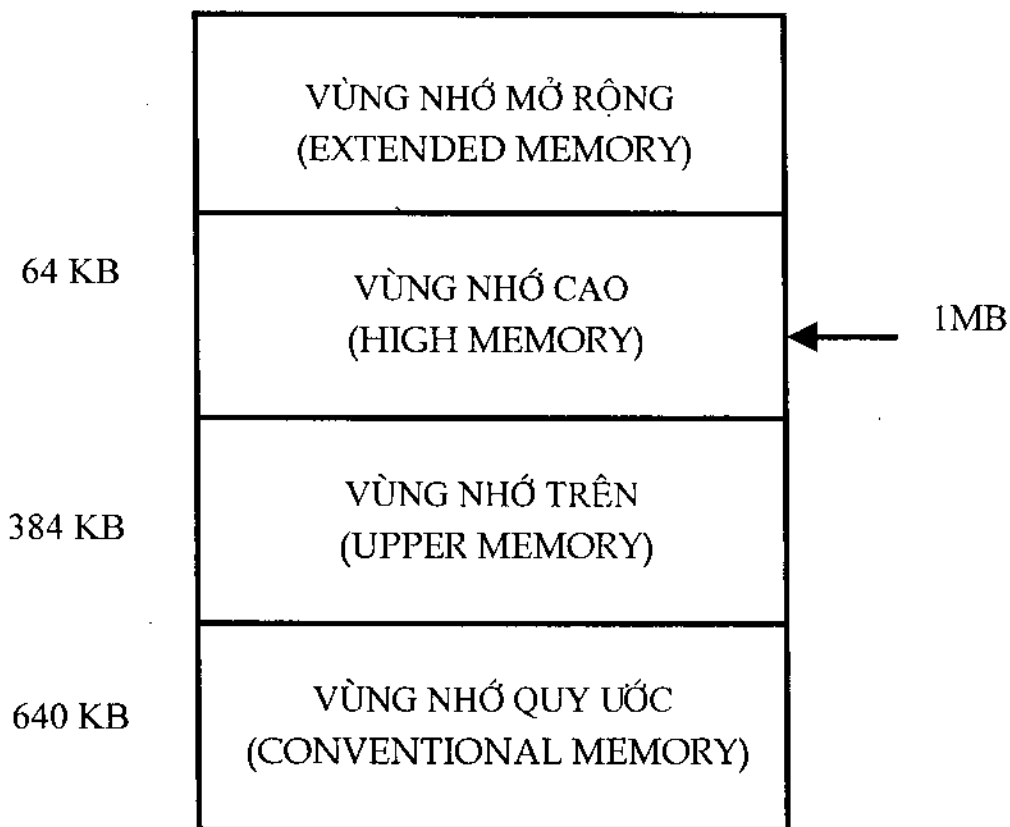 VÙNG NHỚ MỞ RỘNG
(EXTENDED MEMORY)
64 KB
VÙNG NHỚ CAO
(HIGH MEMORY)
1MB
384 KB
VÙNG NHỚ TRÊN
(UPPER MEMORY)
640 KB
VÙNG NHỚ QUY ƯỚC
(CONVENTIONAL MEMORY)